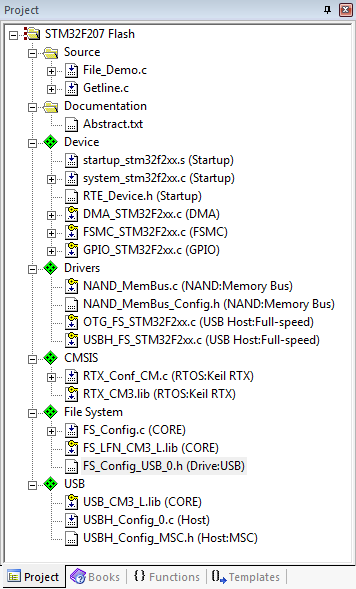 Project
STM32F207 Flash
Source
File_Demo.c
Getline.c
Documentation
Abstract.txt
Device
startup_stm32f2xx.s (Startup)
system_stm32f2xx.c (Startup)
RTE_Device.h (Startup)
DMA_STM32F2xx.c (DMA)
FSMC_STM32F2xx.c (FSMC)
GPIO_STM32F2xx.c (GPIO)
Drivers
NAND_MemBus.c (NAND:Memory Bus)
NAND_MemBus_Config.h (NAND:Memory Bus)
OTG_FS_STM32F2xx.c (USB Host:Full-speed)
USBH_FS_STM32F2xx.c (USB Host:Full-speed)
CMSIS
RTX_Conf_CM.c (RTOS:Keil RTX)
RTX_CM3.lib (RTOS:Keil RTX)
File System
FS_Config.c (CORE)
FS_LFN_CM3_L.lib (CORE)
FS_Config_USB_0.h (Drive:USB)
USB
USB_CM3_L.lib (CORE)
USBH_Config_0.c (Host)
USBH_Config_MSC.h (Host:MSC)
Project Books {} Functions 0 Templates